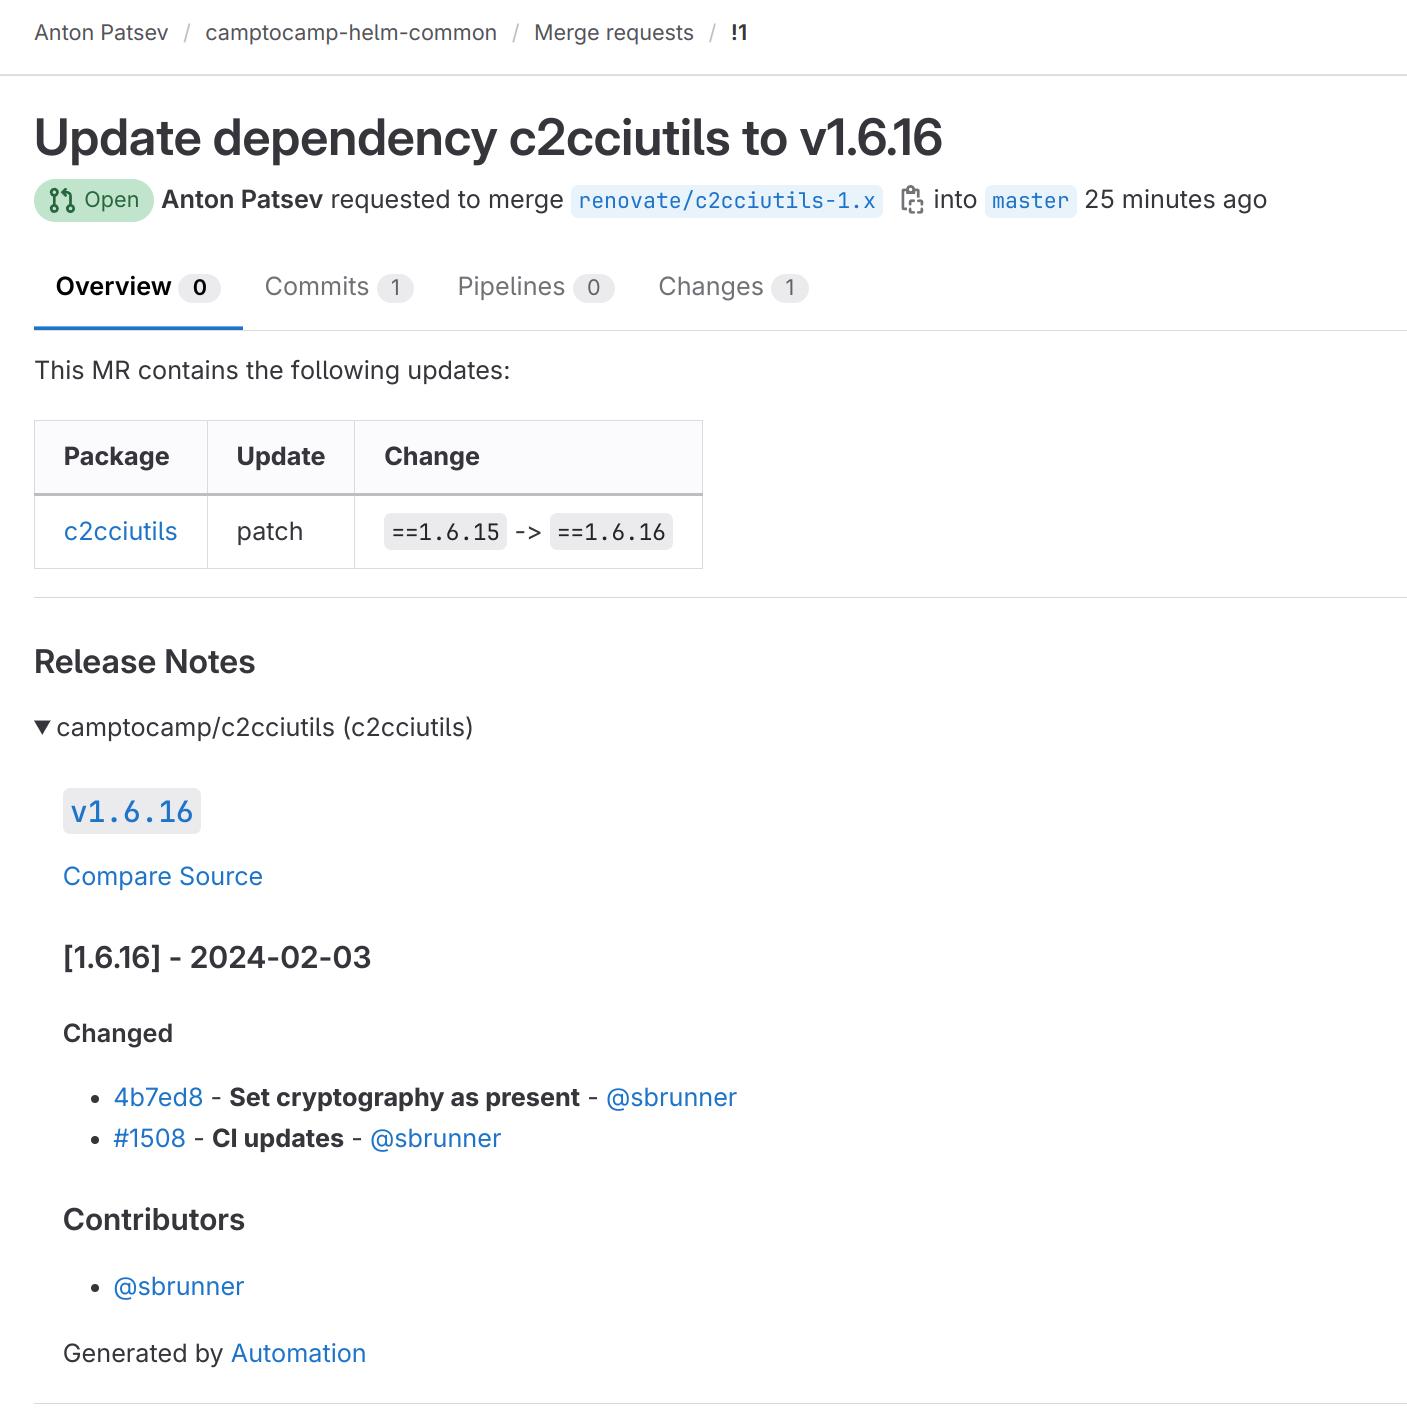 Anton Patsev / camptocamp-helm-common / Merge requests / !1
Update dependency c2cciutils to v1.6.16
Open Anton Patsev requested to merge renovate/c2cciutils-1.x into master 25 minutes ago
Overview 0 Commits 1 Pipelines 0 Changes 1
This MR contains the following updates:
Package Update Change
c2cciutils patch ==1.6.15 -> ==1.6.16
Release Notes
▼ camptocamp/c2cciutils (c2cciutils)
v1.6.16
Compare Source
[1.6.16] - 2024-02-03
Changed
• 4b7ed8 - Set cryptography as present - @sbrunner
• #1508 - CI updates - @sbrunner
Contributors
• @sbrunner
Generated by Automation